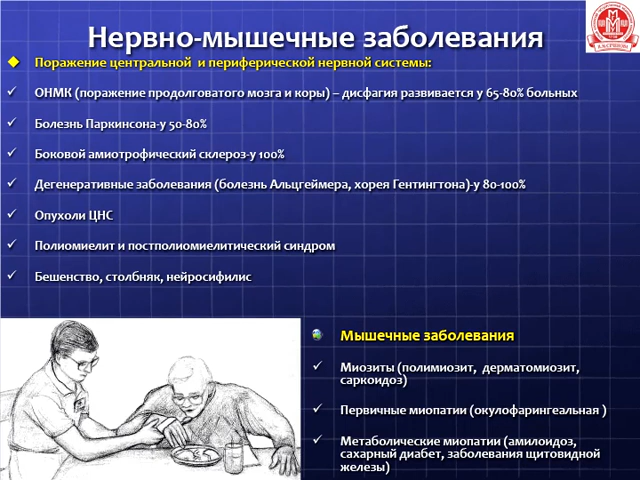 Нервно-мышечные заболевания
Поражение центральной и периферической нервной системы:
ОНМК (поражение продолговатого мозга и коры) – дисфагия развивается у 65-80% больных
Болезнь Паркинсона-у 50-80%
Боковой амиотрофический склероз-у 100%
Дегенеративные заболевания (болезнь Альцгеймера, хорея Гентингтона)-у 80-100%
Опухоли ЦНС
Полиомиелит и постполиомиелитический синдром
Бешенство, столбняк, нейросифилис
Мышечные заболевания
Миозиты (полимиозит, дерматомиозит,
саркоидоз)
Первичные миопатии (окулофарингеальная )
Метаболические миопатии (амилоидоз,
сахарный диабет, заболевания щитовидной
железы)